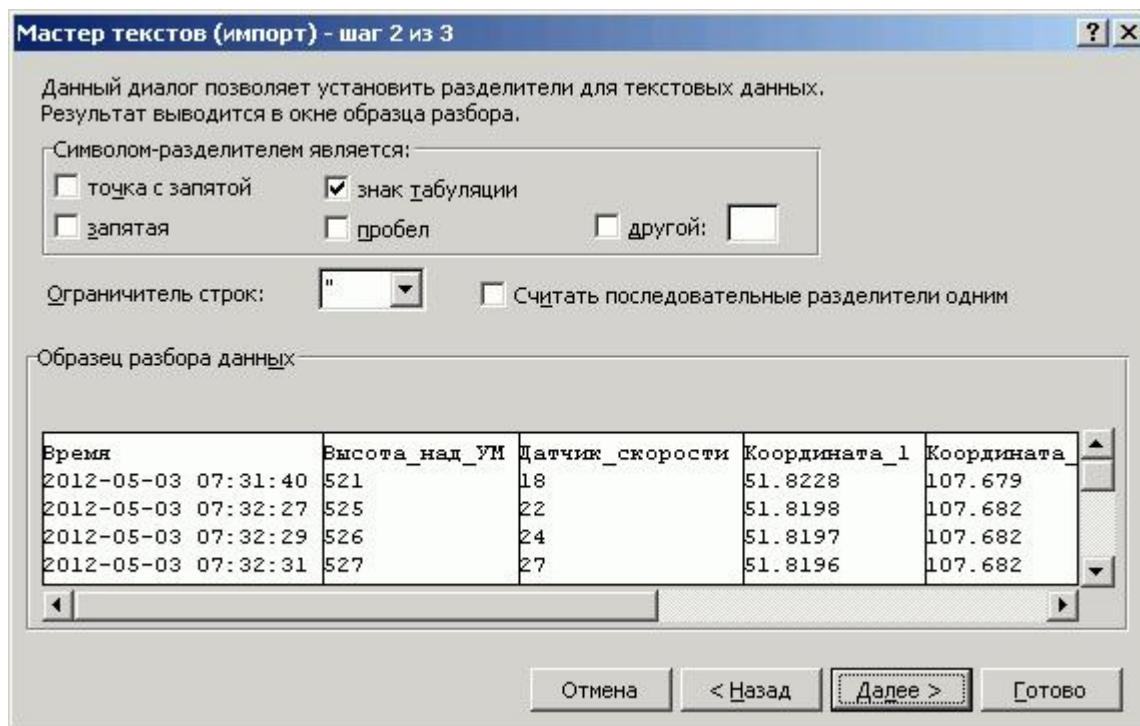 Мастер текстов (импорт) - шаг 2 из 3
Данный диалог позволяет установить разделители для текстовых данных.
Результат выводится в окне образца разбора.
Символом-разделителем является:
точка с запятой знак табуляции
запятая пробел другой:
Ограничитель строк: " Считать последовательные разделители одним
Образец разбора данных
Время Высота_над_УМ Датчик_скорости Координата_1 Координата_
2012-05-03 07:31:40 521 18 51.8228 107.679
2012-05-03 07:32:27 525 22 51.8198 107.682
2012-05-03 07:32:29 526 24 51.8197 107.682
2012-05-03 07:32:31 527 27 51.8196 107.682
Отмена < Назад Далее > Готово